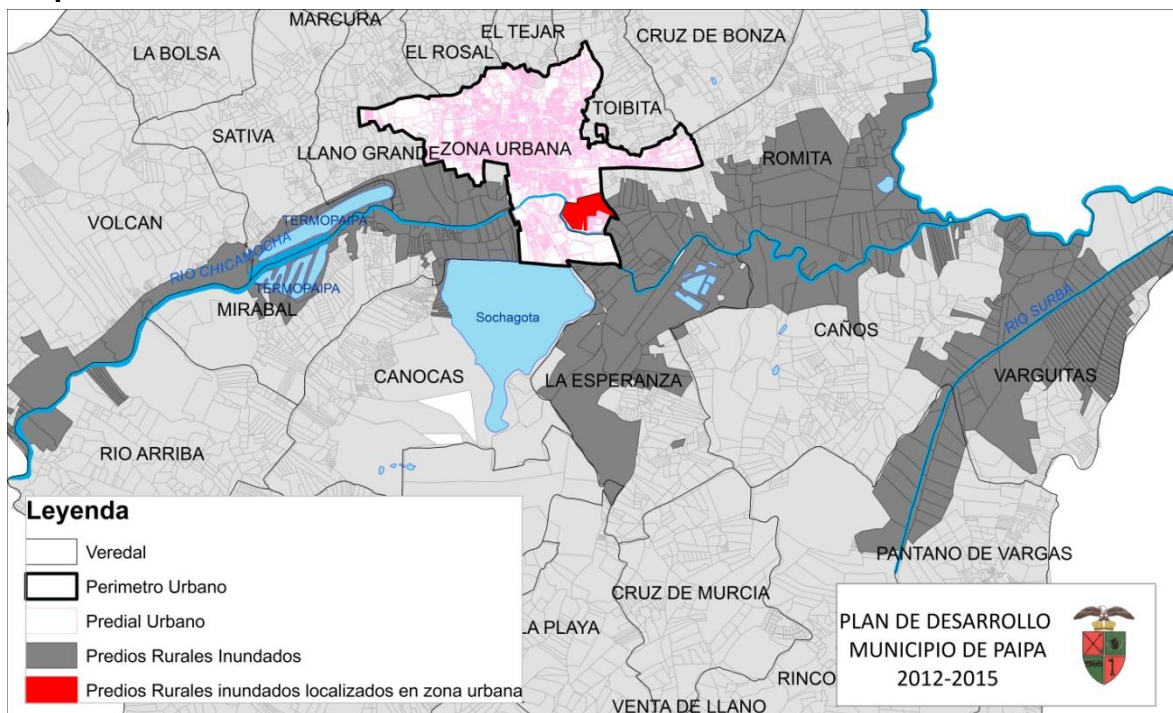 MARCURA
EL TEJAR
LA BOLSA
EL ROSAL
CRUZ DE BONZA
TOIBITA
SATIVA
LLANO GRANDE
ZONA URBANA
ROMITA
VOLCAN
TERMOPAIPA
RIO CHICAMOCHA
TERMOPAIPA
MIRABAL
Sochagota
CAÑOS
RIO SURBA
CANOCAS
LA ESPERANZA
VARGUITAS
RIO ARRIBA
PANTANO DE VARGAS
CRUZ DE MURCIA
LA PLAYA
RINCO
VENTA DE LLANO
Leyenda
Veredal
Perimetro Urbano
Predial Urbano
Predios Rurales Inundados
Predios Rurales inundados localizados en zona urbana
PLAN DE DESARROLLO
MUNICIPIO DE PAIPA
2012-2015